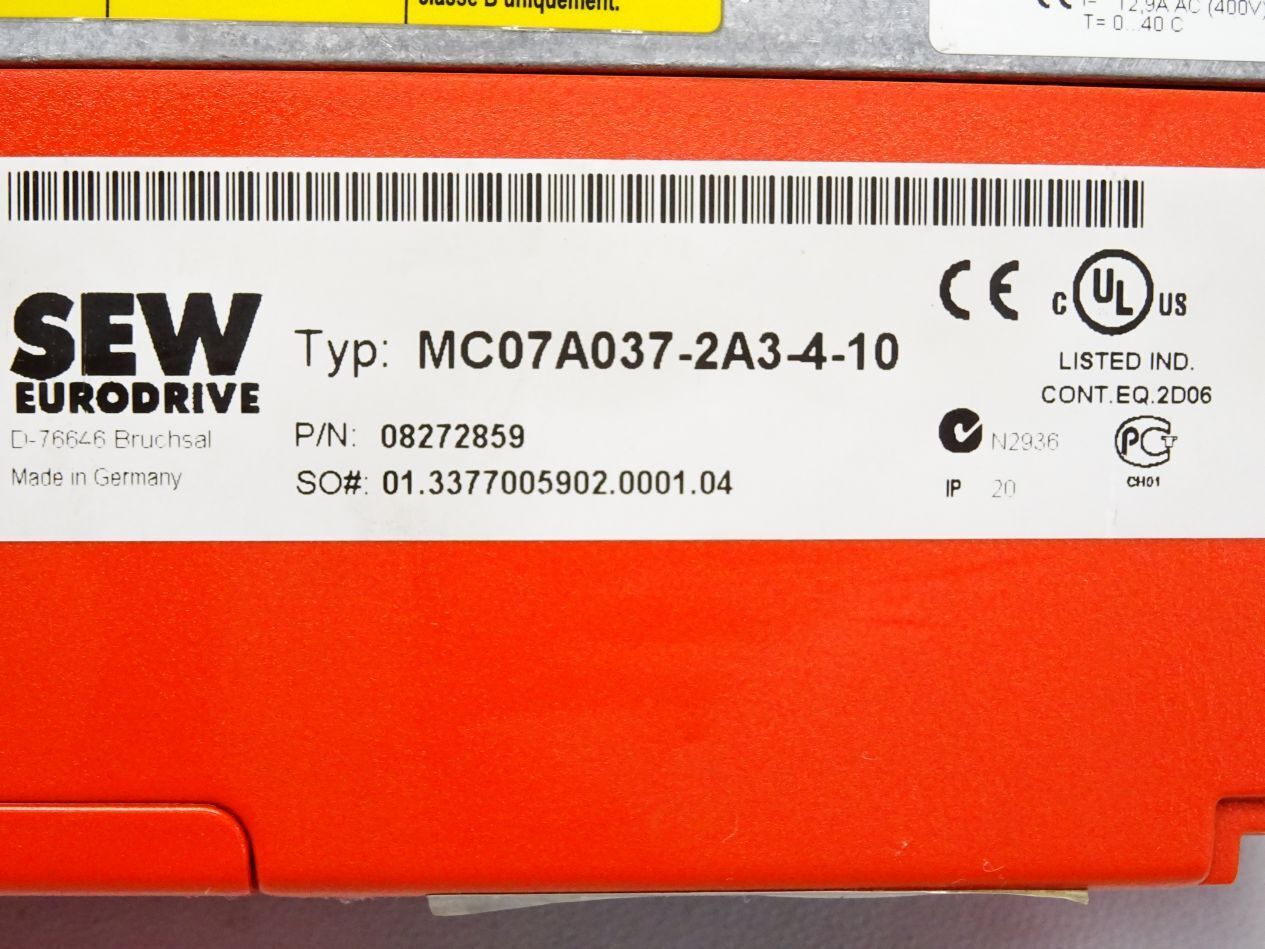 classe B uniquement.
I= 12,9A AC (400V)
T= 0...40 C
SEW
EURODRIVE
D-76646 Bruchsal
Made in Germany
Typ: MC07A037-2A3-4-10
P/N: 08272859
SO#: 01.3377005902.0001.04
CE
C UL US
LISTED IND.
CONT.EQ.2D06
N2936
PCT
CH01
IP 20